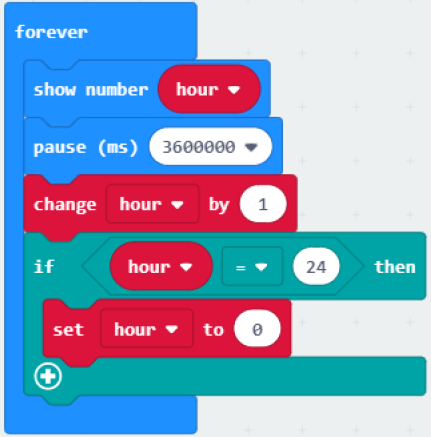 forever
show number hour
pause (ms) 3600000
change hour by 1
if hour = 24 then
set hour to 0